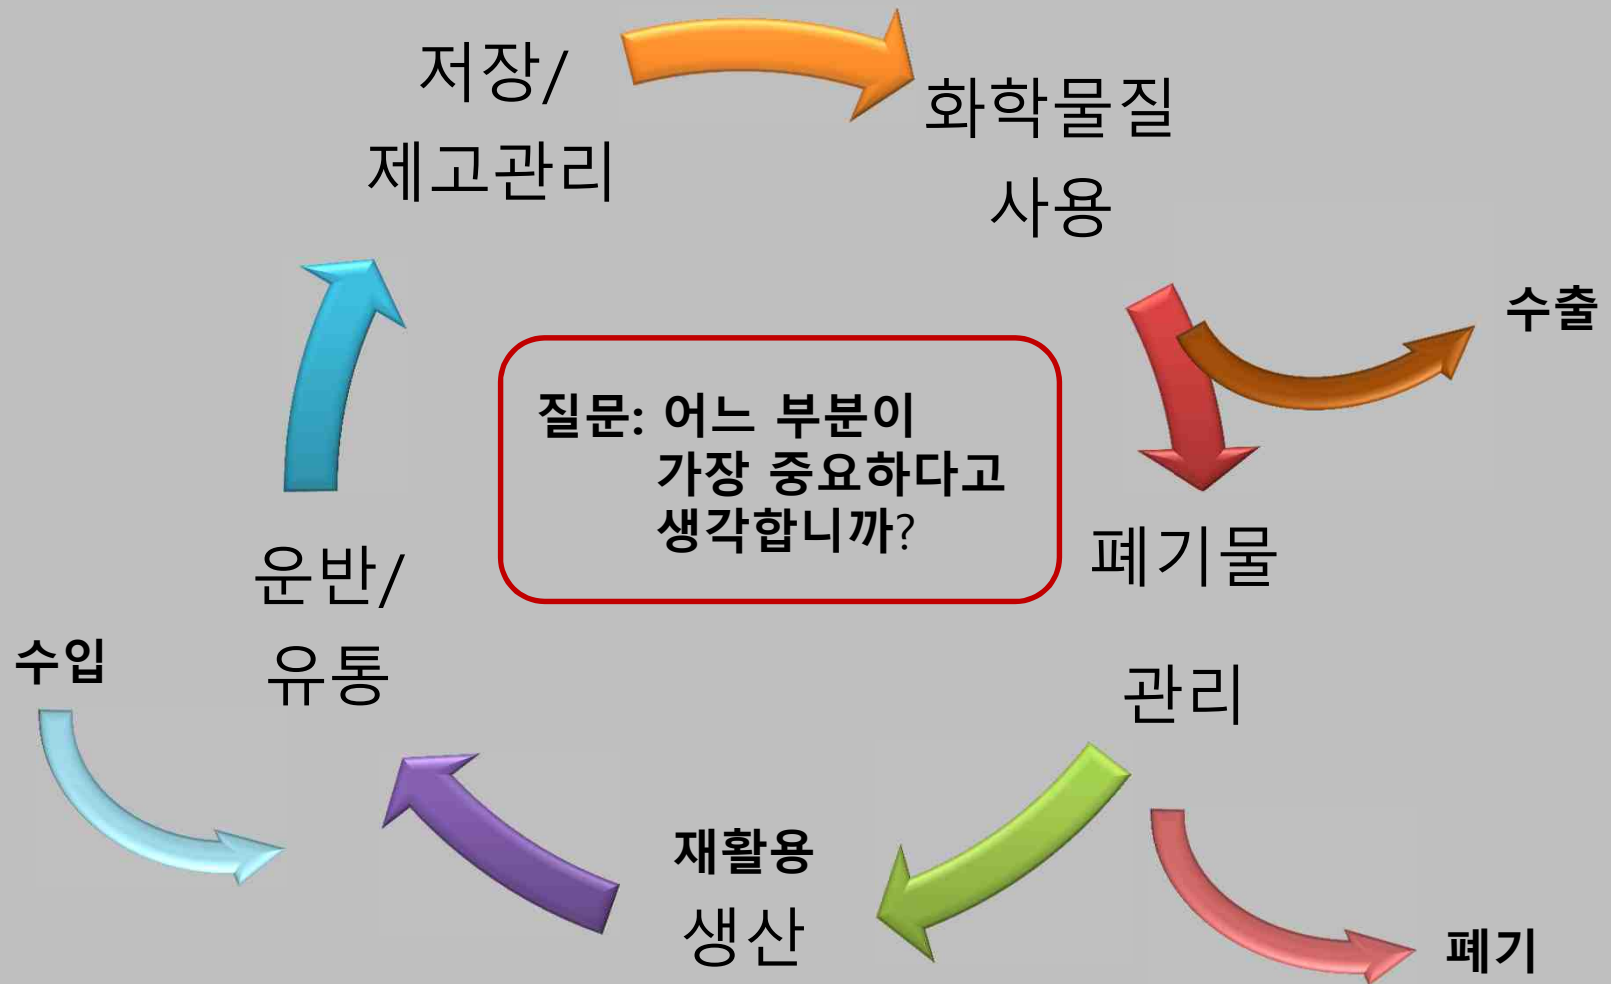 저장/
제고관리
화학물질
사용
수출
질문: 어느 부분이
가장 중요하다고
생각합니까?
폐기물
관리
운반/
유통
수입
재활용
생산
폐기